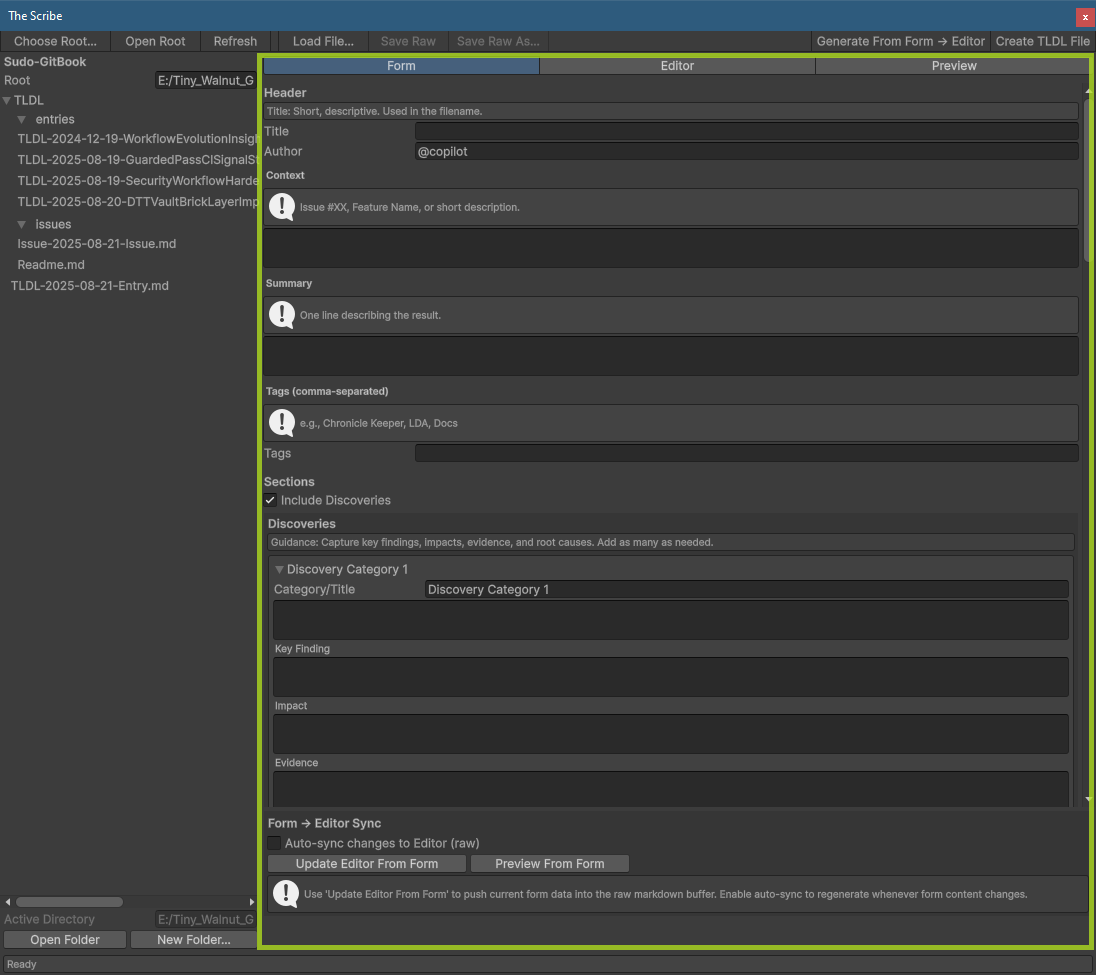 The Scribe
x
Choose Root... Open Root Refresh Load File... Save Raw Save Raw As... Generate From Form → Editor Create TLDL File
Sudo-GitBook
Root E:/Tiny_Walnut_G
TLDL
entries
TLDL-2024-12-19-WorkflowEvolutionInsigh
TLDL-2025-08-19-GuardedPassCISignalSt
TLDL-2025-08-19-SecurityWorkflowHarde
TLDL-2025-08-20-DTTVaultBrickLayerImp
issues
Issue-2025-08-21-Issue.md
Readme.md
TLDL-2025-08-21-Entry.md
Active Directory E:/Tiny_Walnut_G
Open Folder New Folder...
Form Editor Preview
Header
Title: Short, descriptive. Used in the filename.
Title
Author @copilot
Context
Issue #XX, Feature Name, or short description.
Summary
One line describing the result.
Tags (comma-separated)
e.g., Chronicle Keeper, LDA, Docs
Tags
Sections
Include Discoveries
Discoveries
Guidance: Capture key findings, impacts, evidence, and root causes. Add as many as needed.
Discovery Category 1
Category/Title Discovery Category 1
Key Finding
Impact
Evidence
Form → Editor Sync
Auto-sync changes to Editor (raw)
Update Editor From Form Preview From Form
Use 'Update Editor From Form' to push current form data into the raw markdown buffer. Enable auto-sync to regenerate whenever form content changes.
Ready